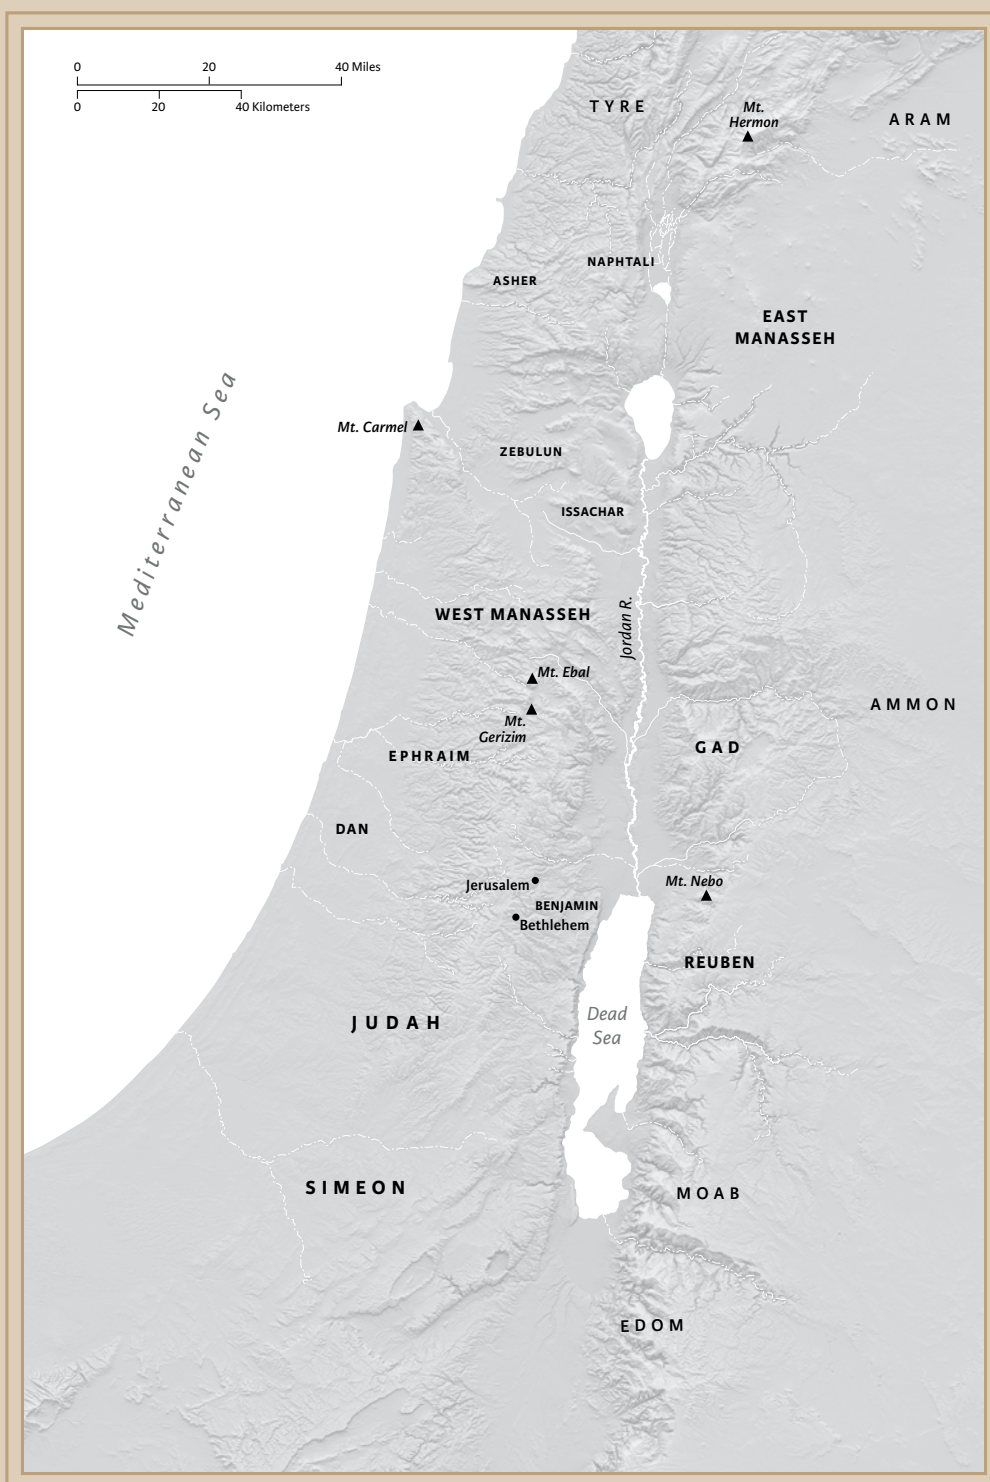 0 20 40 Miles
0 20 40 Kilometers
TYRE
Mt.
Hermon
ARAM
NAPHTALI
ASHER
EAST
MANASSEH
Mediterranean Sea
Mt. Carmel
ZEBULUN
ISSACHAR
Jordan R.
WEST MANASSEH
Mt. Ebal
Mt.
Gerizim
AMMON
GAD
EPHRAIM
DAN
Jerusalem
Mt. Nebo
BENJAMIN
Bethlehem
REUBEN
JUDAH
Dead
Sea
SIMEON
MOAB
EDOM